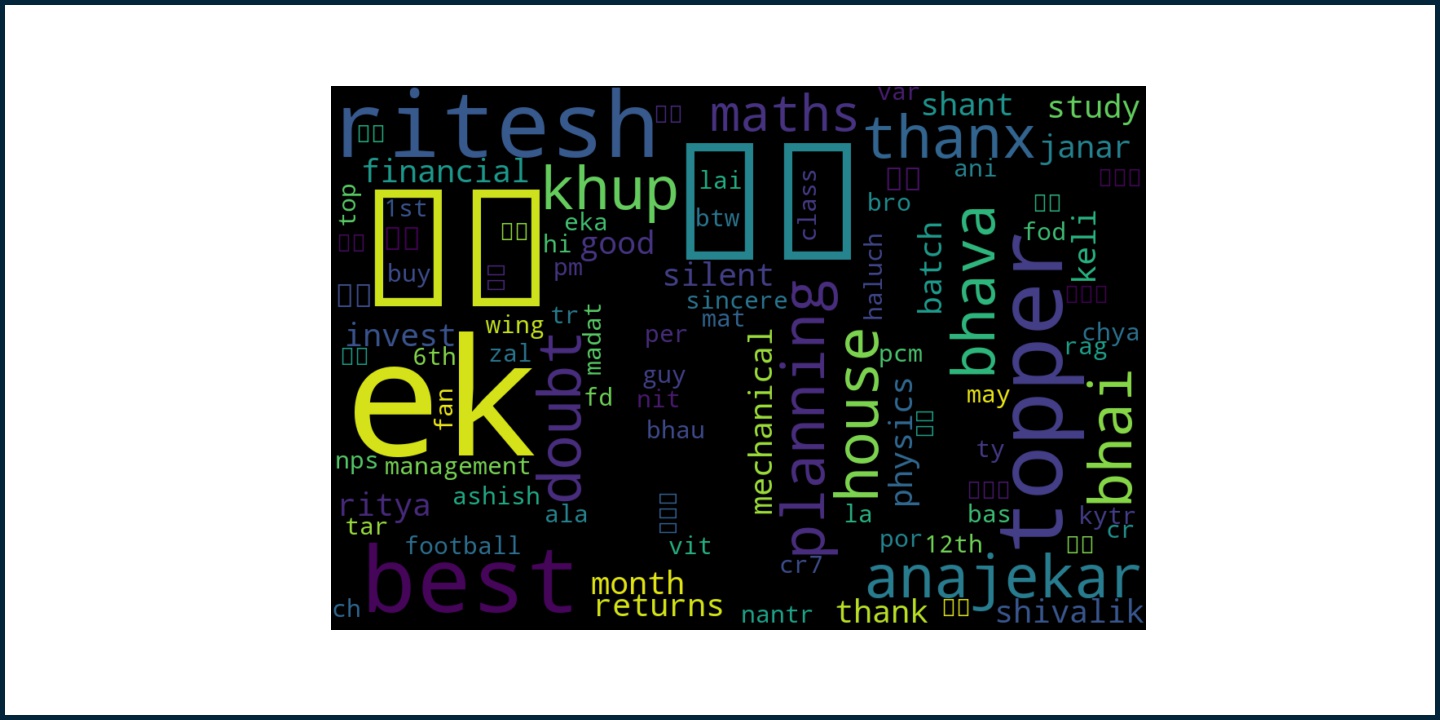 ritesh
maths
var
shant
study
thanx
janar
financial
khup
lai
class
ani
top
1st
eka
btw
bro
fod
keli
hi
good
buy
pm
silent
haluch
batch
bhava
topper
sincere
mat
invest
wing
tr
madat
per
planning
chya
rag
6th
zal
doubt
mechanical
house
pcm
ek
fan
fd
guy
nit
physics
may
bhai
bhau
nps
management
ty
ritya
ashish
ala
la
bas
kytr
cr
tar
football
vit
por
12th
cr7
best
month
anajekar
ch
returns
nantr
thank
shivalik